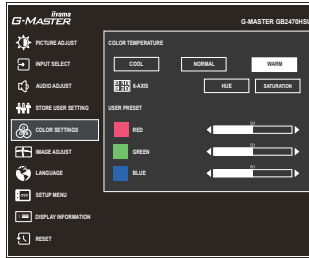 iiyama
G-MASTER
G-MASTER GB2470HSU
PICTURE ADJUST
INPUT SELECT
AUDIO ADJUST
STORE USER SETTING
COLOR SETTINGS
IMAGE ADJUST
LANGUAGE
SETUP MENU
DISPLAY INFORMATION
RESET
COLOR TEMPERATURE
COOL NORMAL WARM
6-AXIS HUE SATURATION
USER PRESET
RED 50
GREEN 50
BLUE 50